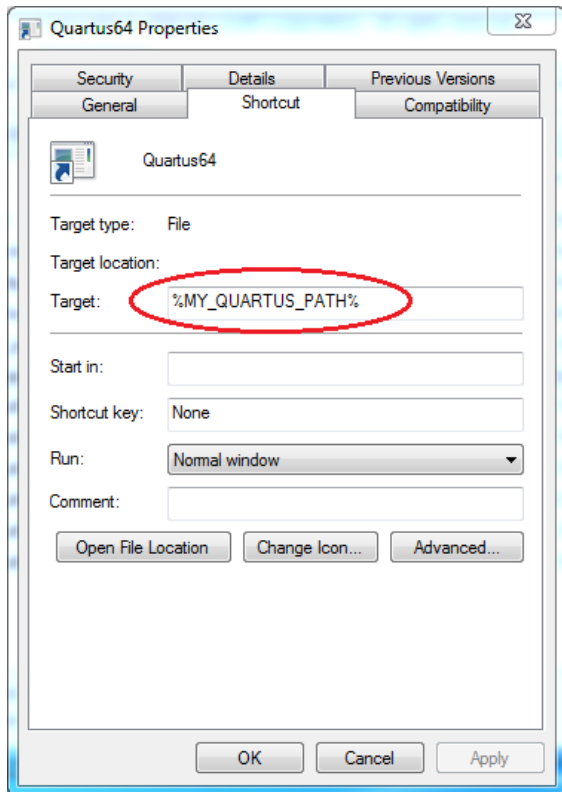 Quartus64 Properties
Security Details Previous Versions
General Shortcut Compatibility
Quartus64
Target type: File
Target location:
Target: %MY_QUARTUS_PATH%
Start in:
Shortcut key: None
Run: Normal window
Comment:
Open File Location Change Icon... Advanced...
OK Cancel Apply